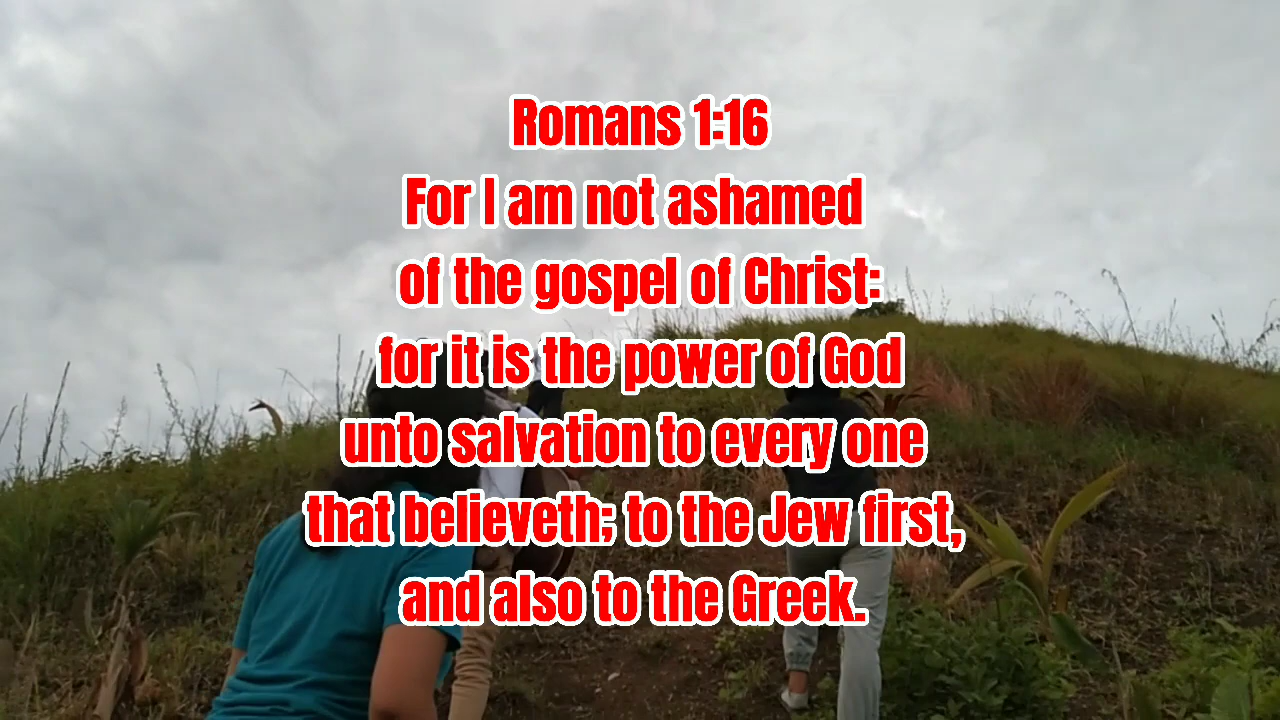 Romans 1:16
For I am not ashamed
of the gospel of Christ:
for it is the power of God
unto salvation to every one
that believeth; to the Jew first,
and also to the Greek.